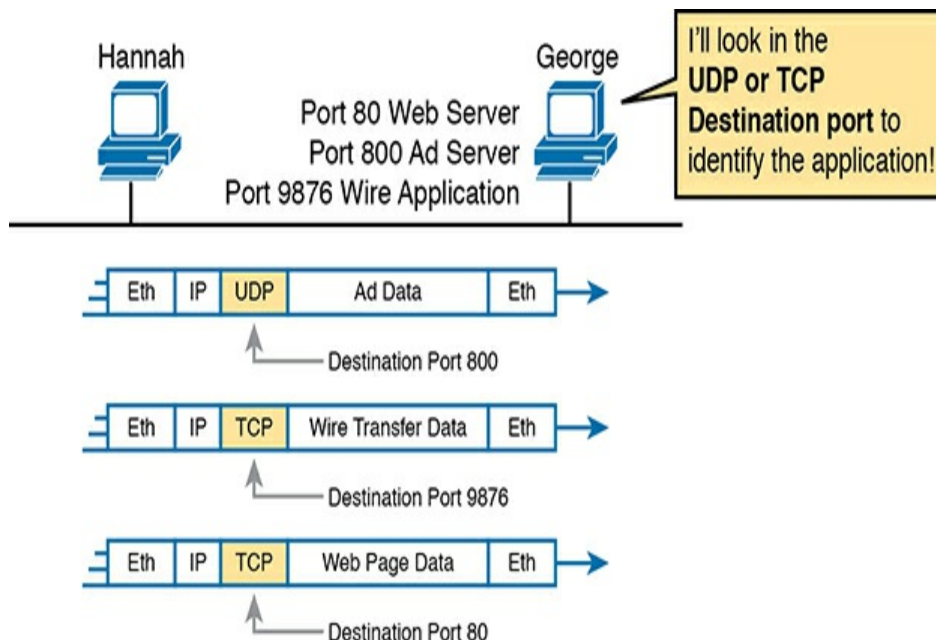 Hannah
George
I'll look in the
UDP or TCP
Destination port to
identify the application!
Port 80 Web Server
Port 800 Ad Server
Port 9876 Wire Application
Eth IP UDP Ad Data Eth
Destination Port 800
Eth IP TCP Wire Transfer Data Eth
Destination Port 9876
Eth IP TCP Web Page Data Eth
Destination Port 80